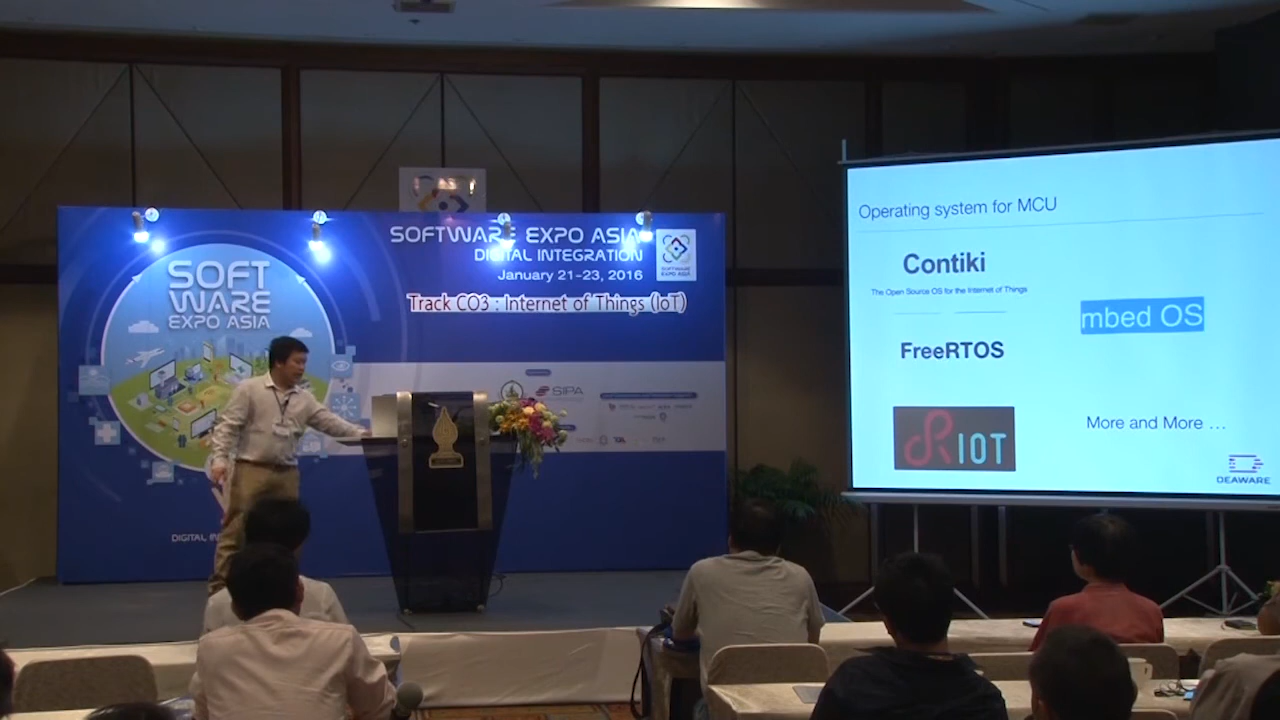 SOFTWARE EXPO ASIA
DIGITAL INTEGRATION
January 21-23, 2016
Track CO3 : Internet of Things (IoT)
SOFTWARE
EXPO ASIA
SOFT
WARE
EXPO ASIA
SIPA
DIGITAL
Operating system for MCU
Contiki
The Open Source OS for the Internet of Things
mbed OS
FreeRTOS
RIOT
More and More ...
DEAWARE